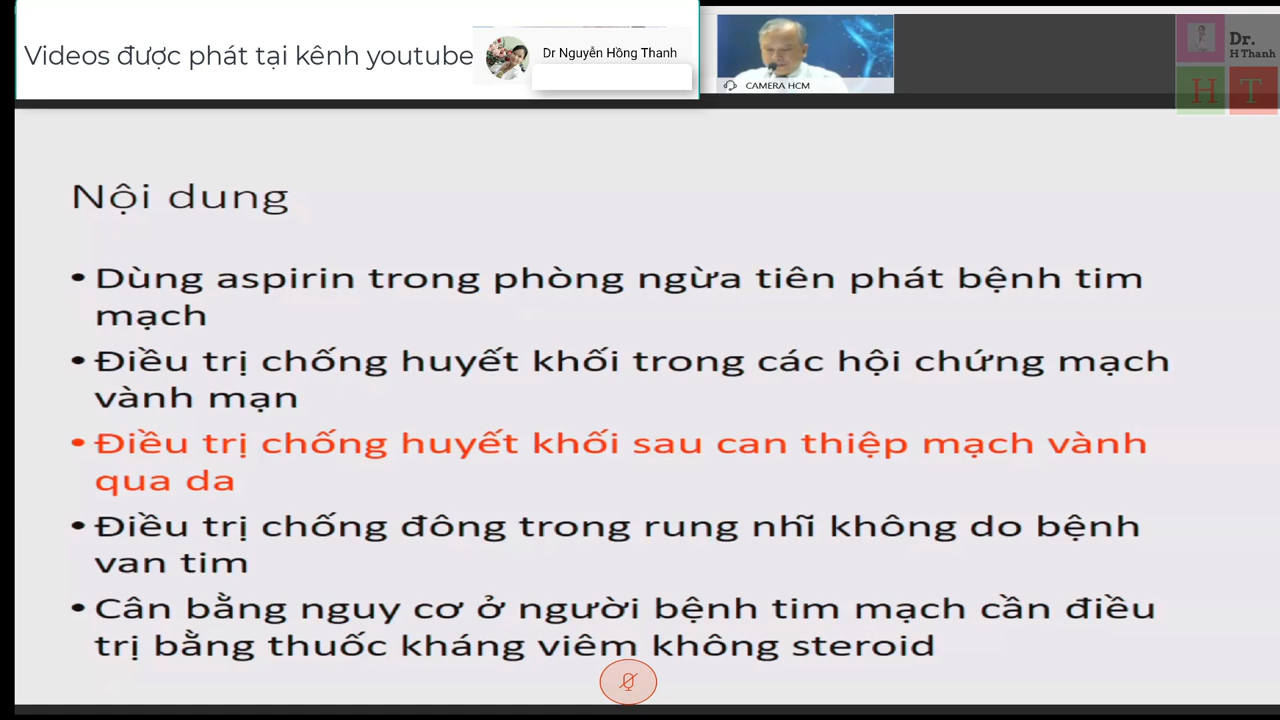 Videos được phát tại kênh youtube
Dr Nguyễn Hồng Thanh
CAMERA HCM
Dr.
H Thanh
H T
Nội dung
• Dùng aspirin trong phòng ngừa tiên phát bệnh tim
mạch
• Điều trị chống huyết khối trong các hội chứng mạch
vành mạn
• Điều trị chống huyết khối sau can thiệp mạch vành
qua da
• Điều trị chống đông trong rung nhĩ không do bệnh
van tim
• Cân bằng nguy cơ ở người bệnh tim mạch cần điều
trị bằng thuốc kháng viêm không steroid